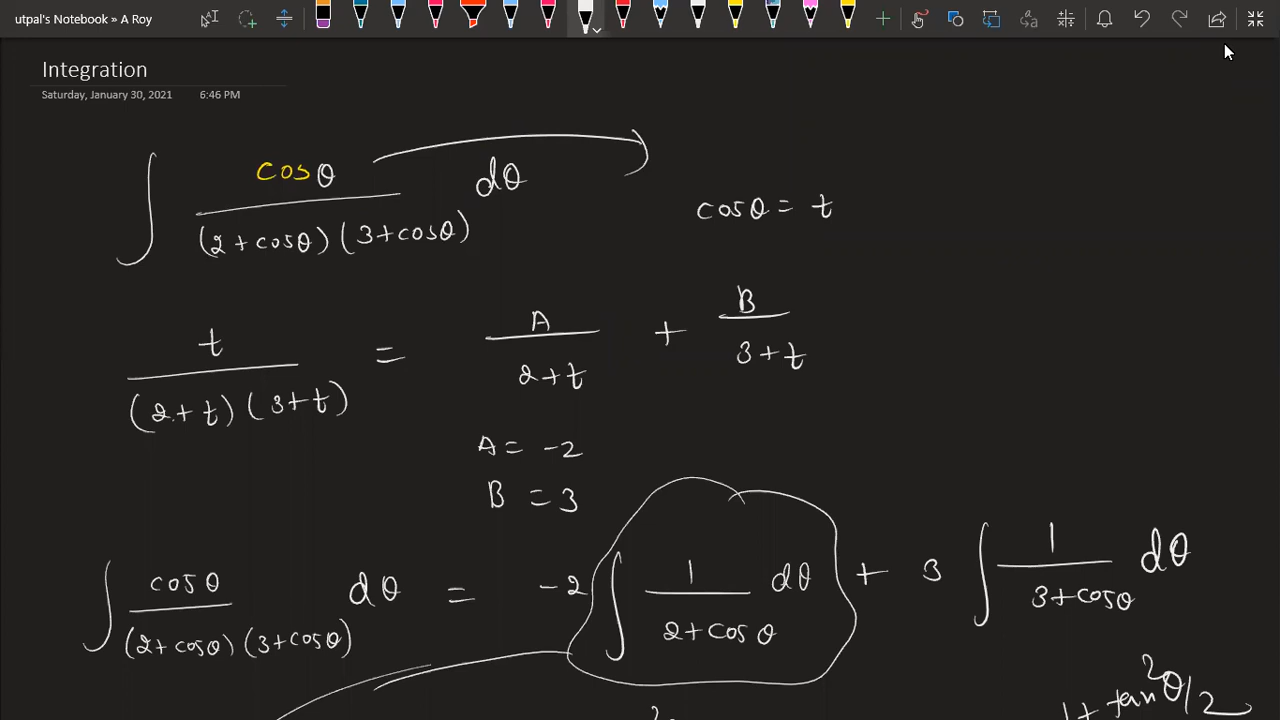 utpal's Notebook » A Roy
Integration
Saturday, January 30, 2021 6:46 PM
∫ cosθ / (2+cosθ)(3+cosθ) dθ
cosθ = t
t / (2+t)(3+t) = A / 2+t + B / 3+t
A = -2
B = 3
∫ cosθ / (2+cosθ)(3+cosθ) dθ = -2 ∫ 1 / 2+cosθ dθ + 3 ∫ 1 / 3+cosθ dθ
1+tan²θ/2